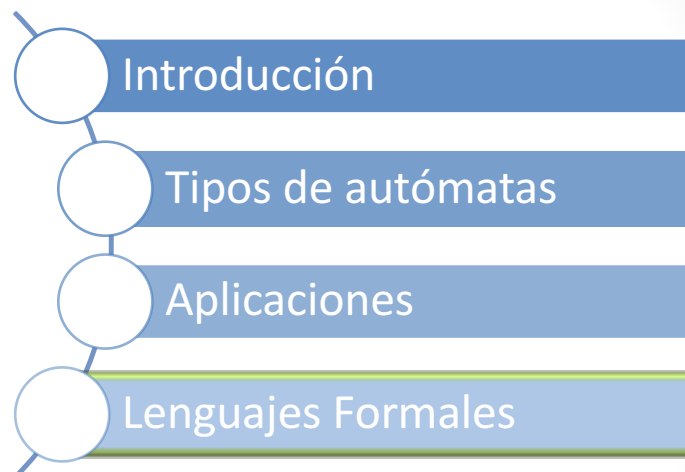 Introducción
Tipos de autómatas
Aplicaciones
Lenguajes Formales